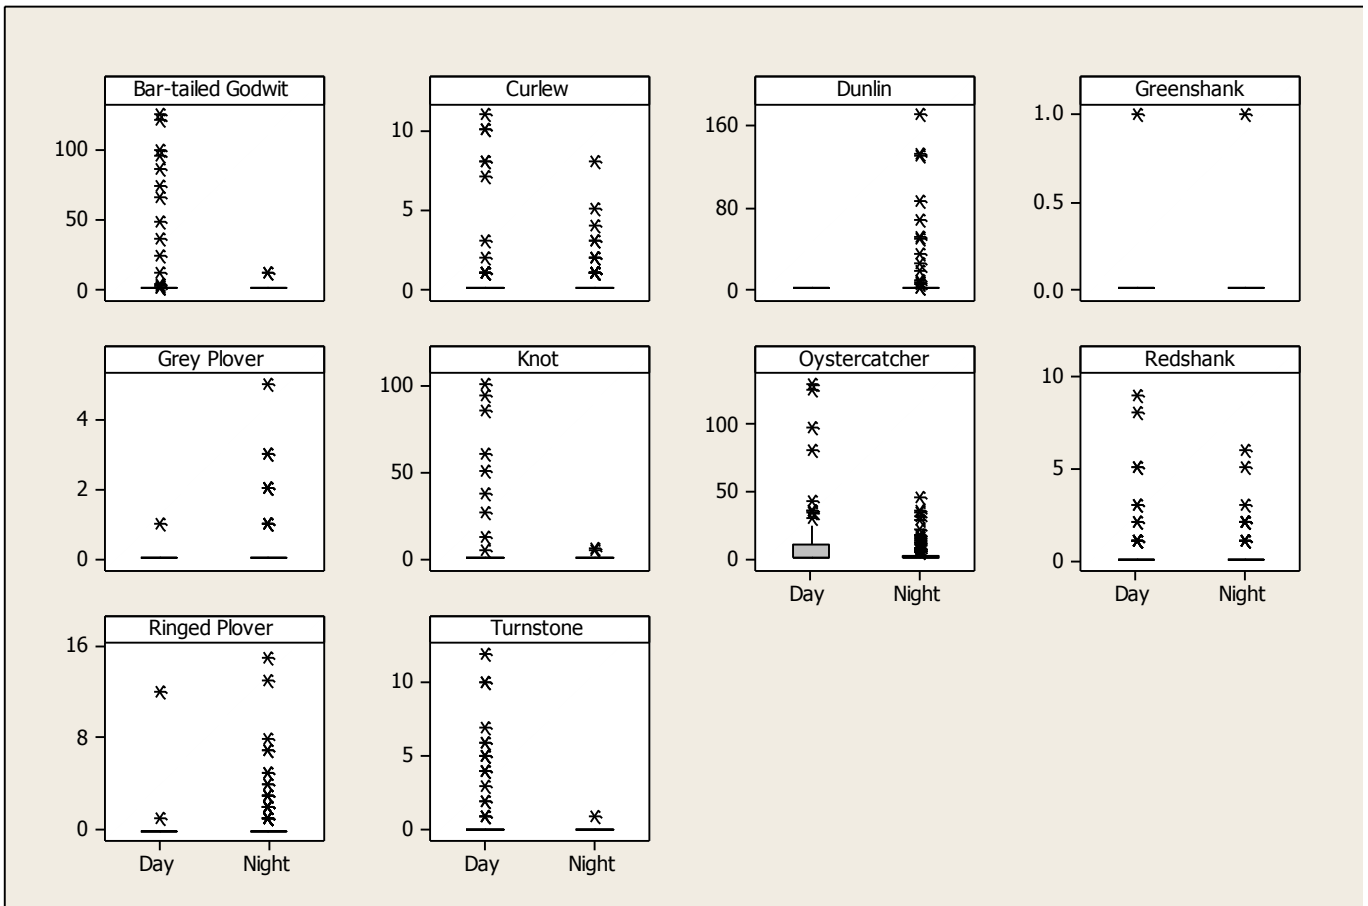 Bar-tailed Godwit
100
50
0
Curlew
10
5
0
Dunlin
160
80
0
Greenshank
1.0
0.5
0.0
Grey Plover
4
2
0
Knot
100
50
0
Oystercatcher
100
50
0
Day Night
Redshank
10
5
0
Day Night
Ringed Plover
16
8
0
Day Night
Turnstone
10
5
0
Day Night